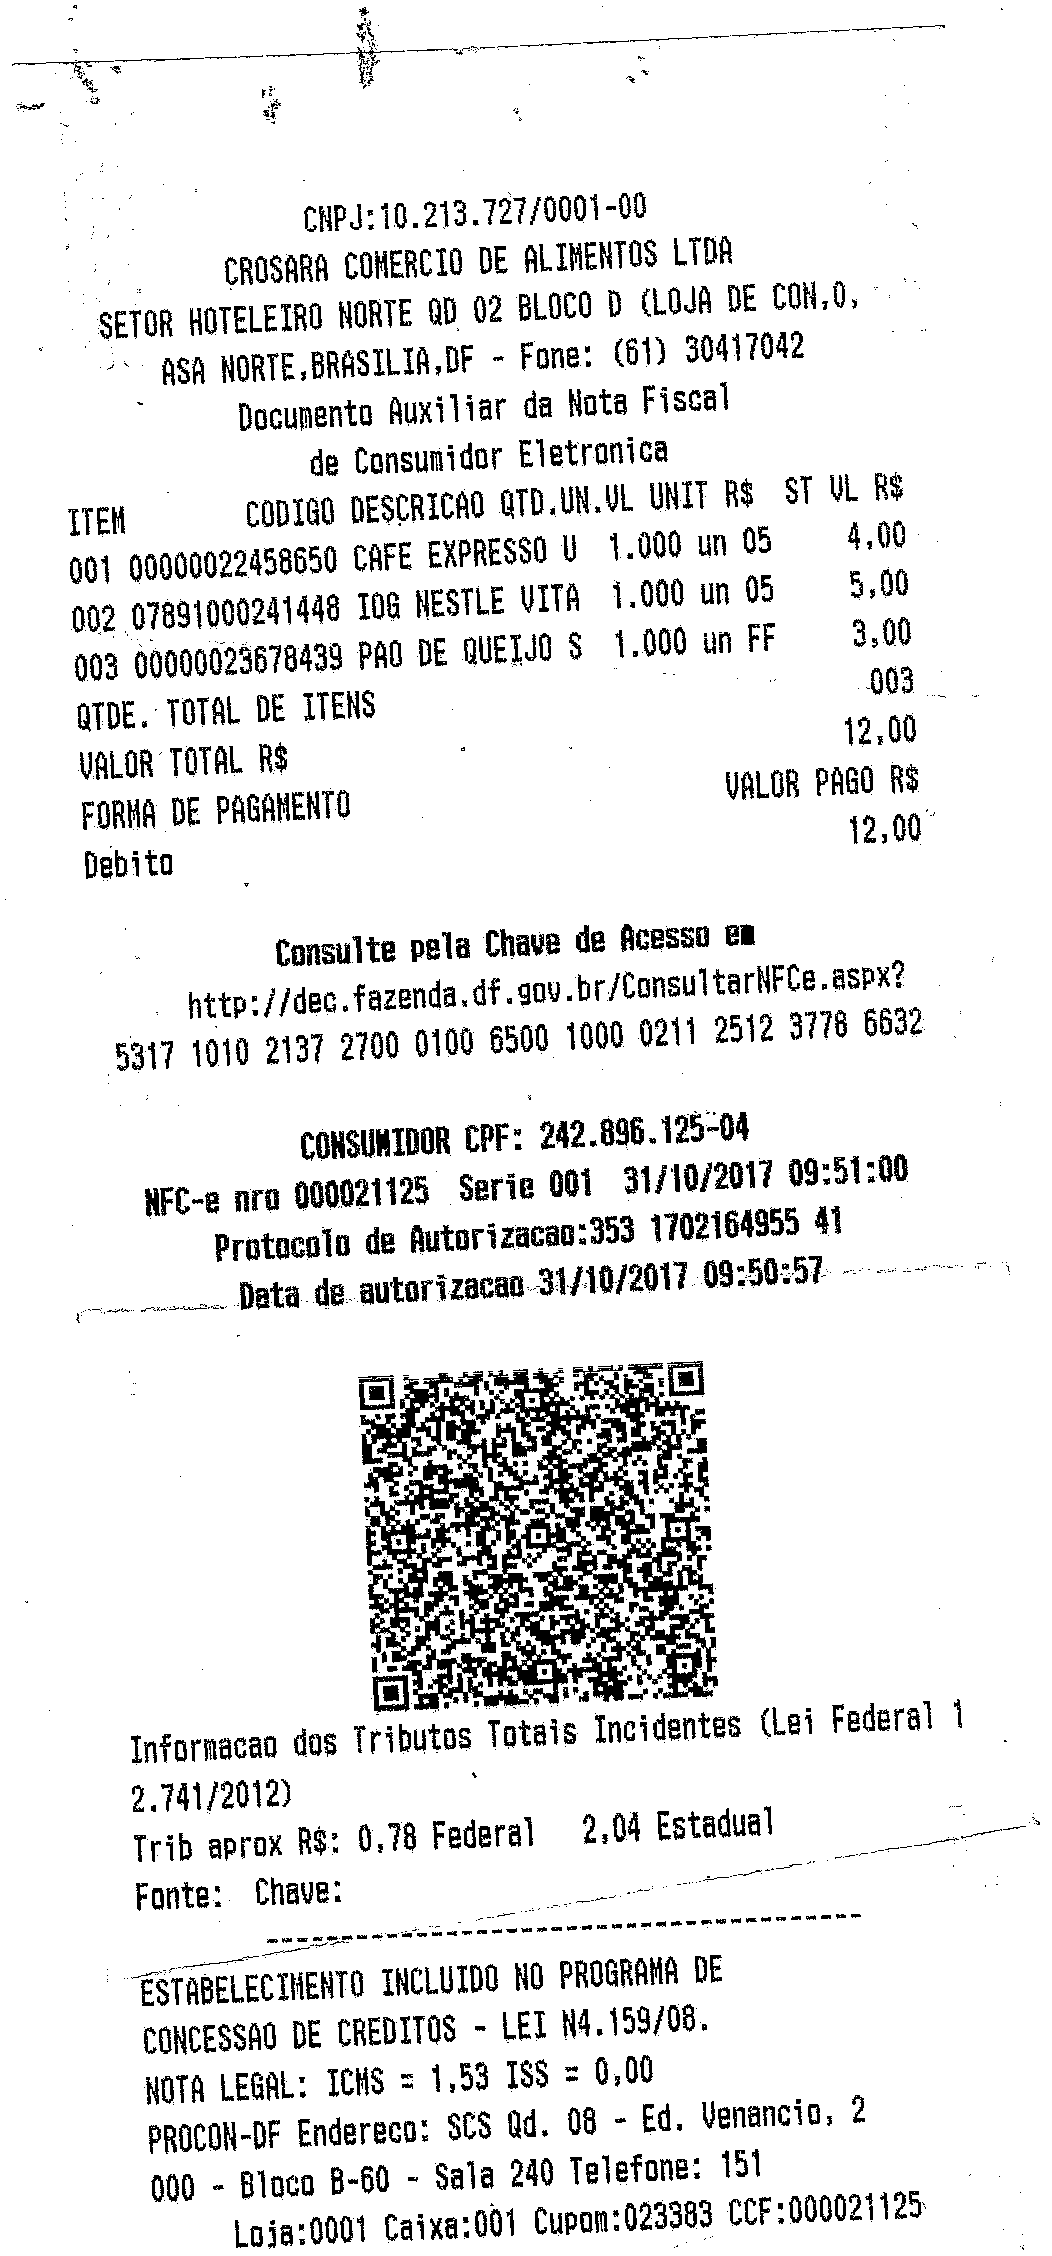 CNPJ:10.213.727/0001-00
CROSARA COMERCIO DE ALIMENTOS LTDA
SETOR HOTELEIRO NORTE QD 02 BLOCO D (LOJA DE CON,0,
ASA NORTE,BRASILIA,DF - Fone: (61) 30417042
Documento Auxiliar da Nota Fiscal
de Consumidor Eletronica
ITEM CODIGO DESCRICAO QTD.UN.VL UNIT R$ ST VL R$
001 00000022458650 CAFE EXPRESSO U 1.000 un 05 4,00
002 07891000241448 IOG NESTLE VITA 1.000 un 05 5,00
003 00000023678439 PAO DE QUEIJO S 1.000 un FF 3,00
QTDE. TOTAL DE ITENS 003
VALOR TOTAL R$ 12,00
FORMA DE PAGAMENTO VALOR PAGO R$
Debito 12,00
Consulte pela Chave de Acesso em
http://dec.fazenda.df.gov.br/ConsultarNFCe.aspx?
5317 1010 2137 2700 0100 6500 1000 0211 2512 3778 6632
CONSUMIDOR CPF: 242.896.125-04
NFC-e nro 000021125 Serie 001 31/10/2017 09:51:00
Protocolo de Autorizacao:353 1702164955 41
Data de autorizacao 31/10/2017 09:50:57
Informacao dos Tributos Totais Incidentes (Lei Federal 1
2.741/2012)
Trib aprox R$: 0,78 Federal 2,04 Estadual
Fonte: Chave:
----------------------------------------
ESTABELECIMENTO INCLUIDO NO PROGRAMA DE
CONCESSAO DE CREDITOS - LEI N4.159/08.
NOTA LEGAL: ICMS = 1,53 ISS = 0,00
PROCON-DF Endereco: SCS Qd. 08 - Ed. Venancio, 2
000 - Bloco B-60 - Sala 240 Telefone: 151
Loja:0001 Caixa:001 Cupom:023383 CCF:000021125